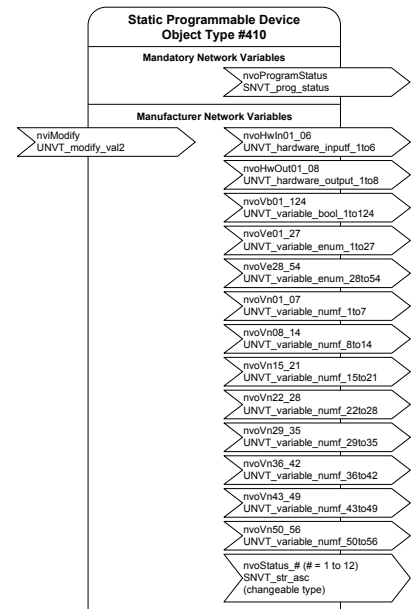 Static Programmable Device
Object Type #410
Mandatory Network Variables
nvoProgramStatus
SNVT_prog_status
Manufacturer Network Variables
nviModify
UNVT_modify_val2
nvoHwIn01_06
UNVT_hardware_inputf_1to6
nvoHwOut01_08
UNVT_hardware_output_1to8
nvoVb01_124
UNVT_variable_bool_1to124
nvoVe01_27
UNVT_variable_enum_1to27
nvoVe28_54
UNVT_variable_enum_28to54
nvoVn01_07
UNVT_variable_numf_1to7
nvoVn08_14
UNVT_variable_numf_8to14
nvoVn15_21
UNVT_variable_numf_15to21
nvoVn22_28
UNVT_variable_numf_22to28
nvoVn29_35
UNVT_variable_numf_29to35
nvoVn36_42
UNVT_variable_numf_36to42
nvoVn43_49
UNVT_variable_numf_43to49
nvoVn50_56
UNVT_variable_numf_50to56
nvoStatus_# (# = 1 to 12)
SNVT_str_asc
(changeable type)